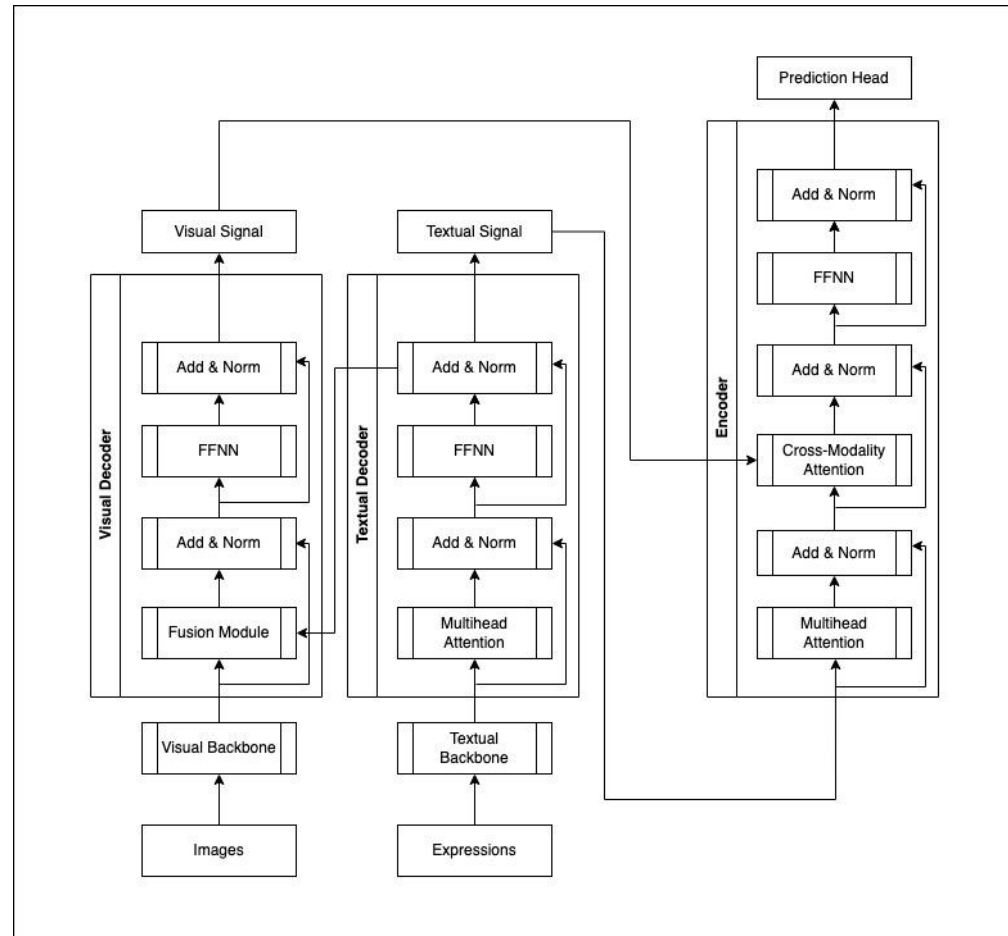 Prediction Head
Encoder
Add & Norm
FFNN
Add & Norm
Cross-Modality
Attention
Add & Norm
Multihead
Attention
Visual Signal
Visual Decoder
Add & Norm
FFNN
Add & Norm
Fusion Module
Visual Backbone
Images
Textual Signal
Textual Decoder
Add & Norm
FFNN
Add & Norm
Multihead
Attention
Textual
Backbone
Expressions